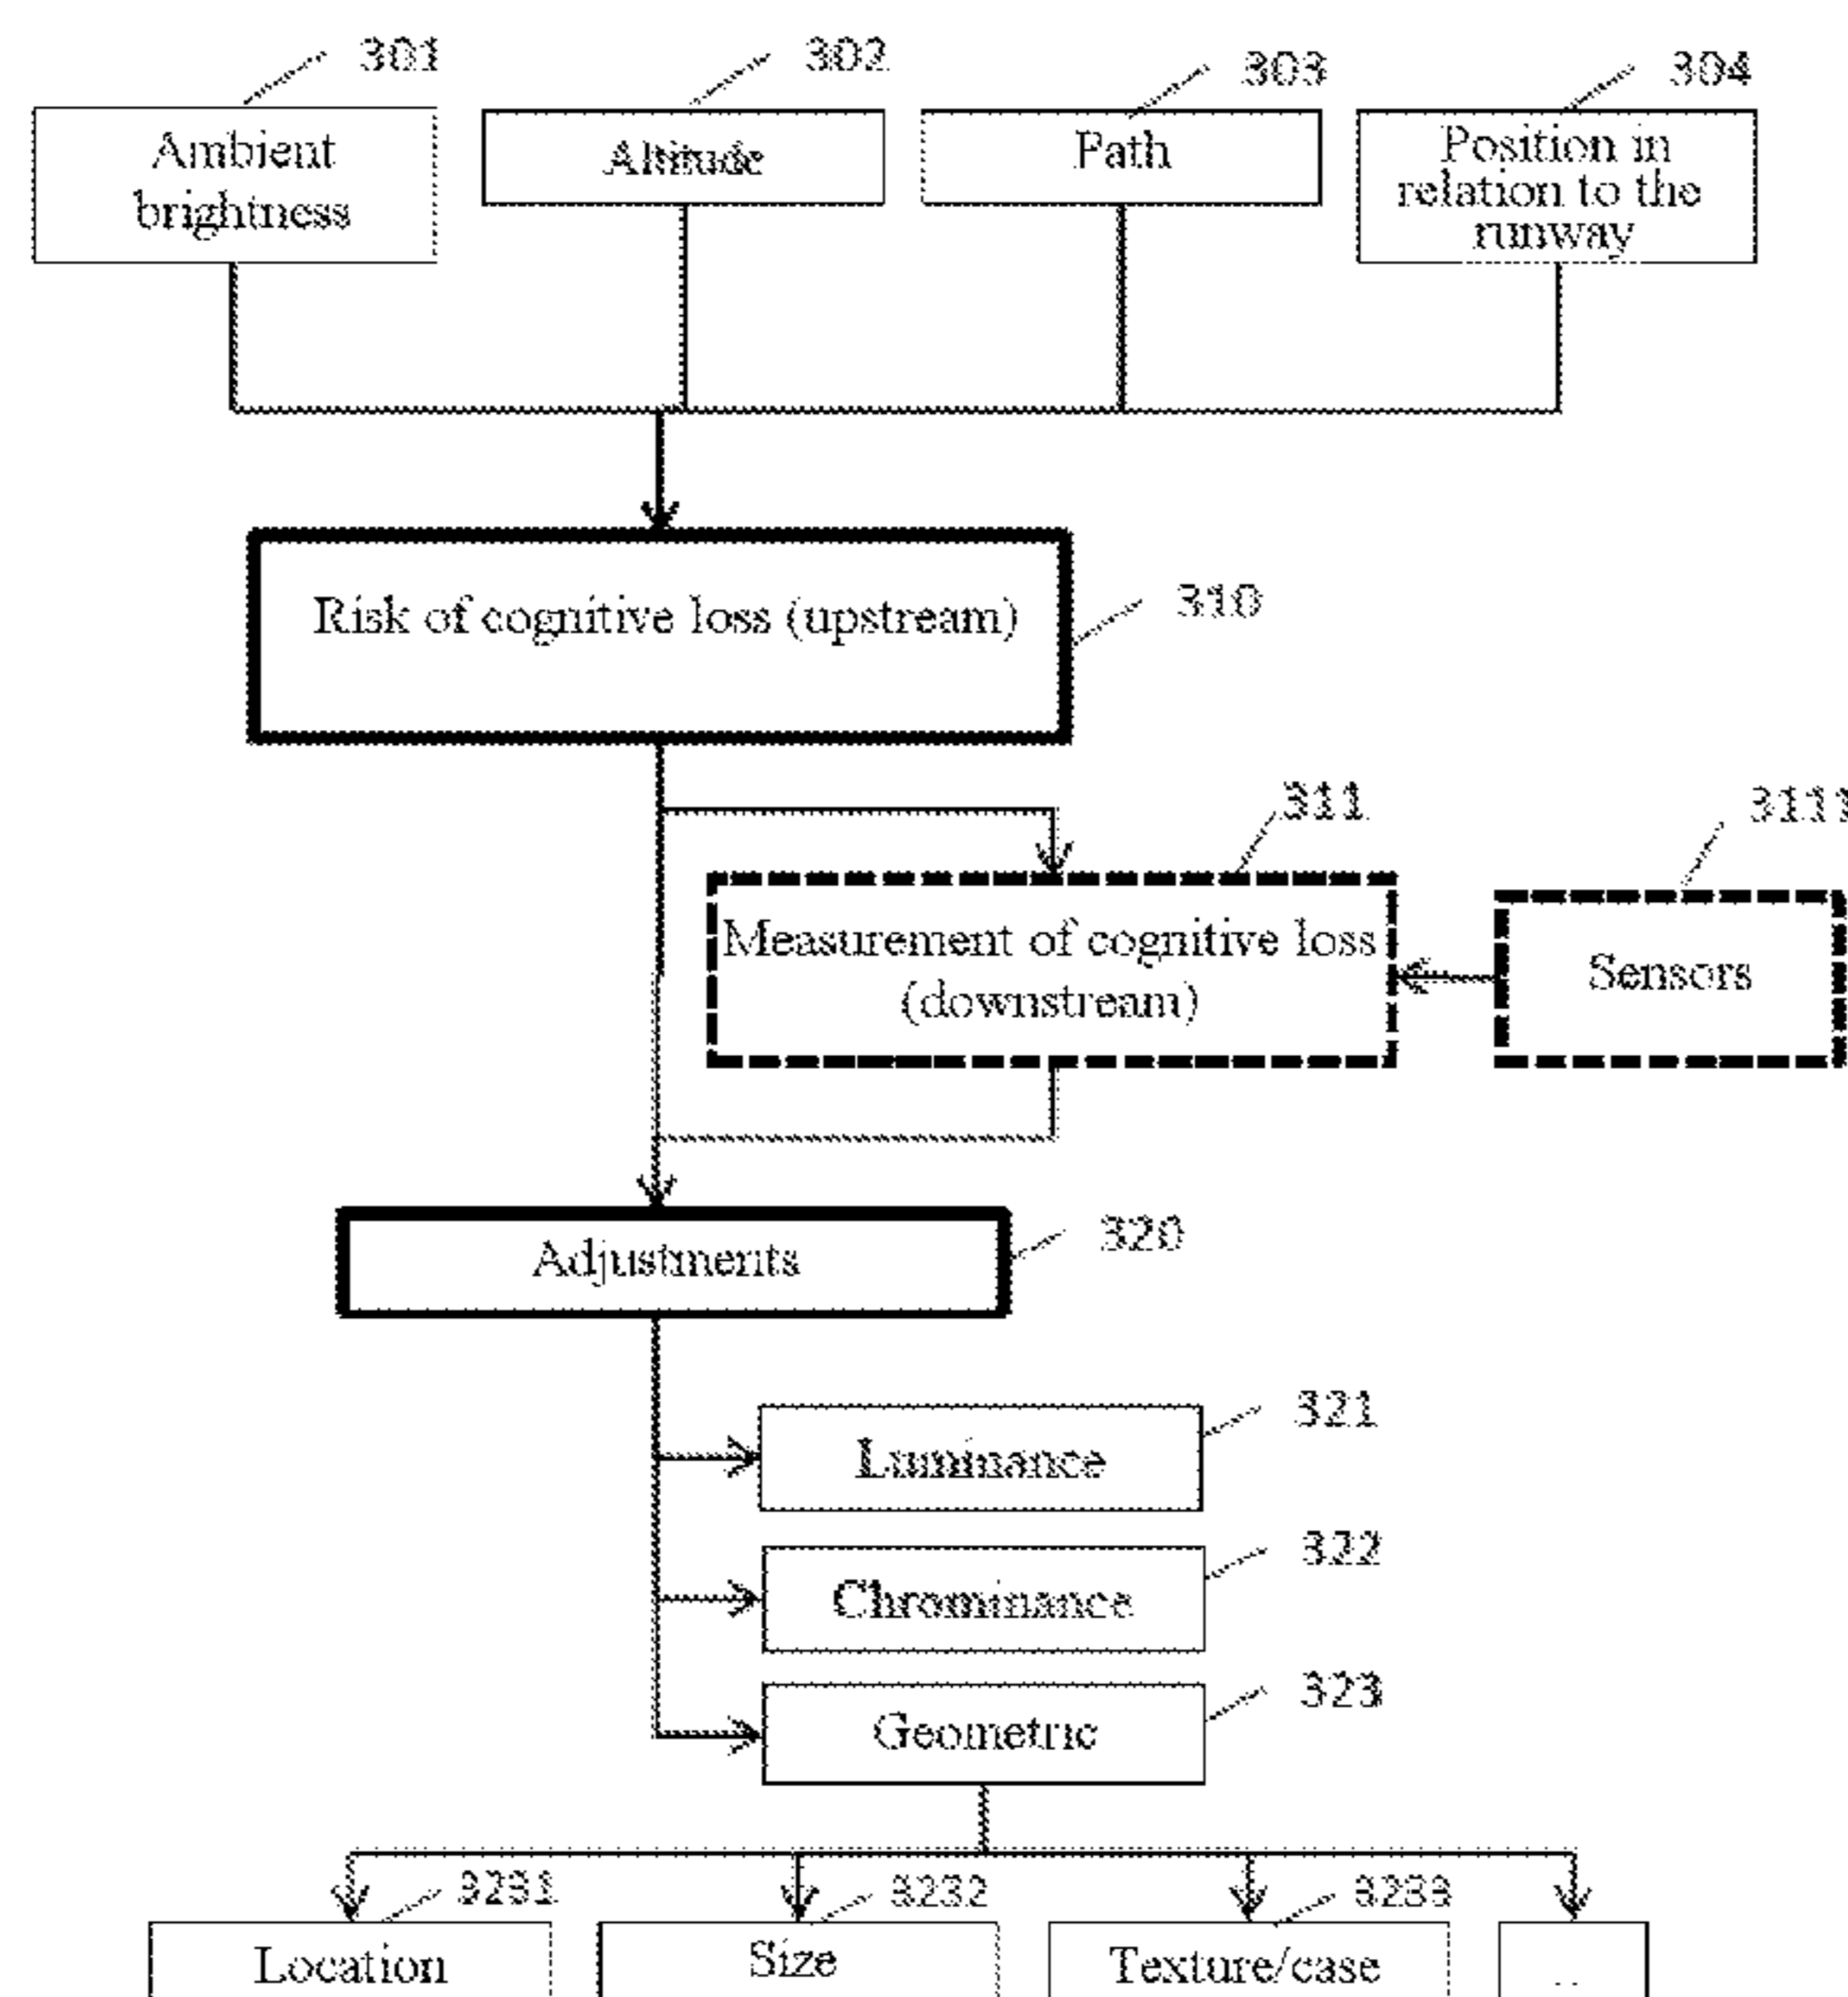 301
302
303
304
Ambient
brightness
Altitude
Path
Position in
relation to the
runway
Risk of cognitive loss (upstream)
310
311
3111
Measurement of cognitive loss
(downstream)
Sensors
Adjustments
320
321
Luminance
322
Chrominance
323
Geometric
3231
3232
3233
Location
Size
Texture/case
..